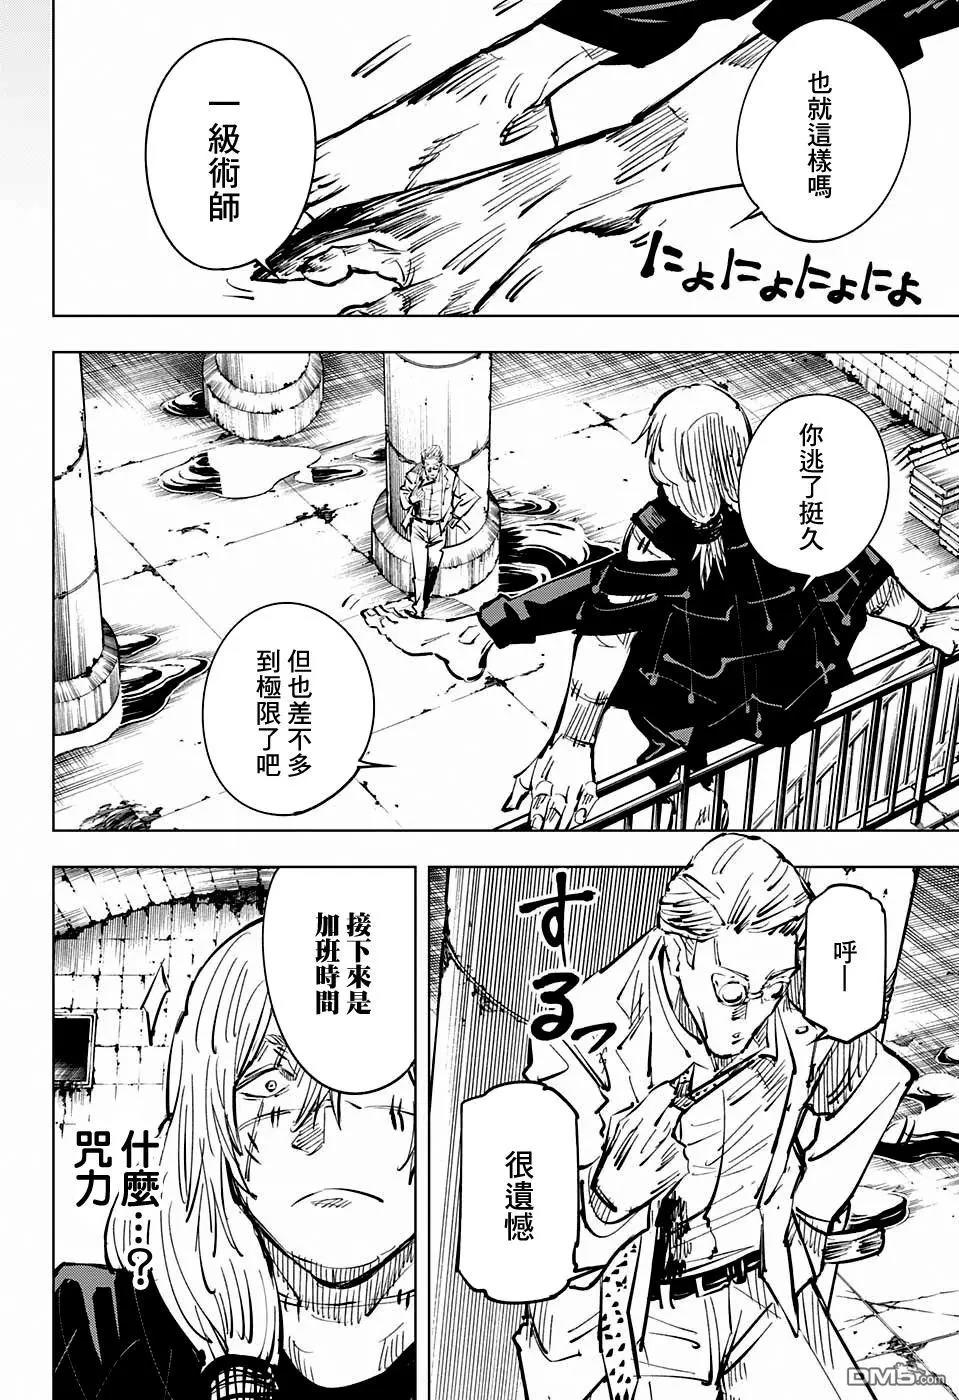 也就這樣嗎
一級術師
にょにょにょにょ
你逃了挺久
但也差不多
到極限了吧
呼ー
するっ
很遺憾
接下來是
加班時間
什麼…？
咒力
DM5.com